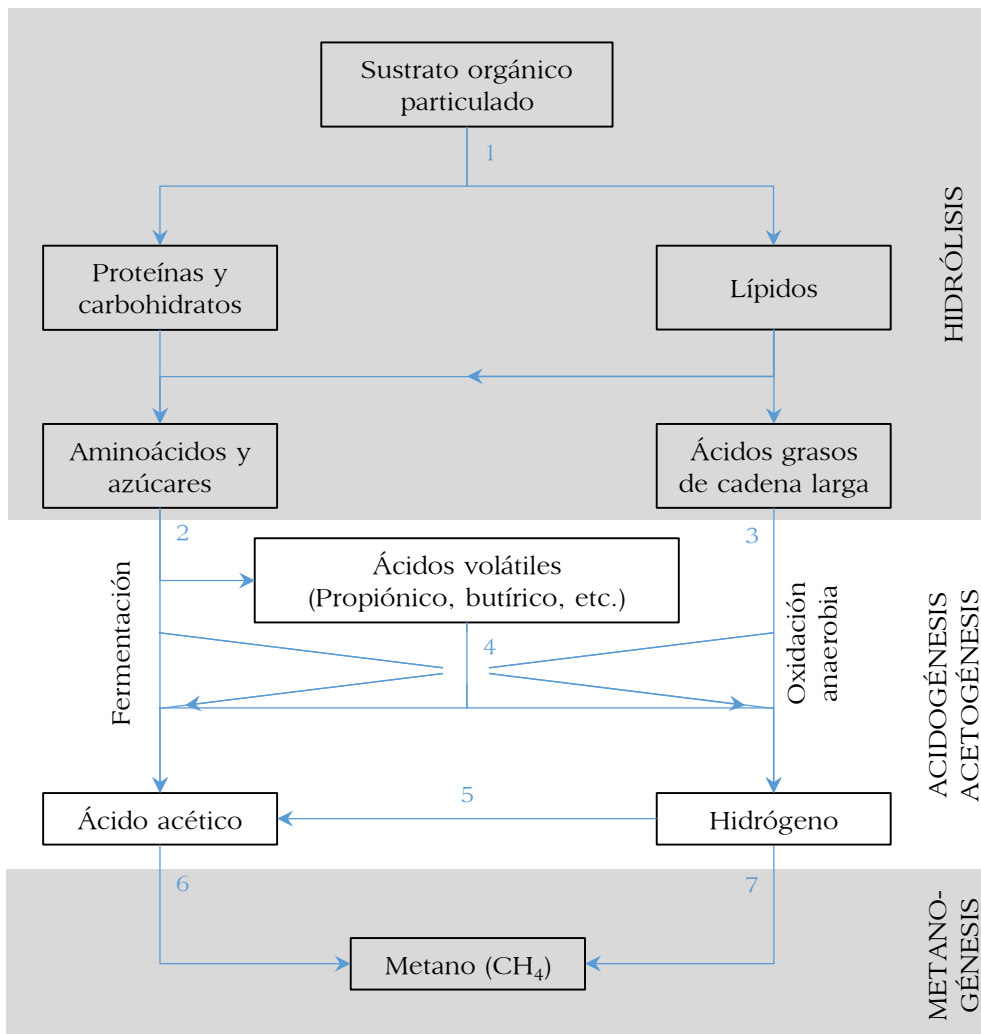 Sustrato orgánico
particulado
1
HIDRÓLISIS
Proteínas y
carbohidratos
Lípidos
Aminoácidos y
azúcares
Ácidos grasos
de cadena larga
2
3
Ácidos volátiles
(Propiónico, butírico, etc.)
Fermentación
4
Oxidación
anaerobia
ACIDOGÉNESIS
ACETOGÉNESIS
Ácido acético
5
Hidrógeno
6
7
METANO-
GÉNESIS
Metano (CH₄)